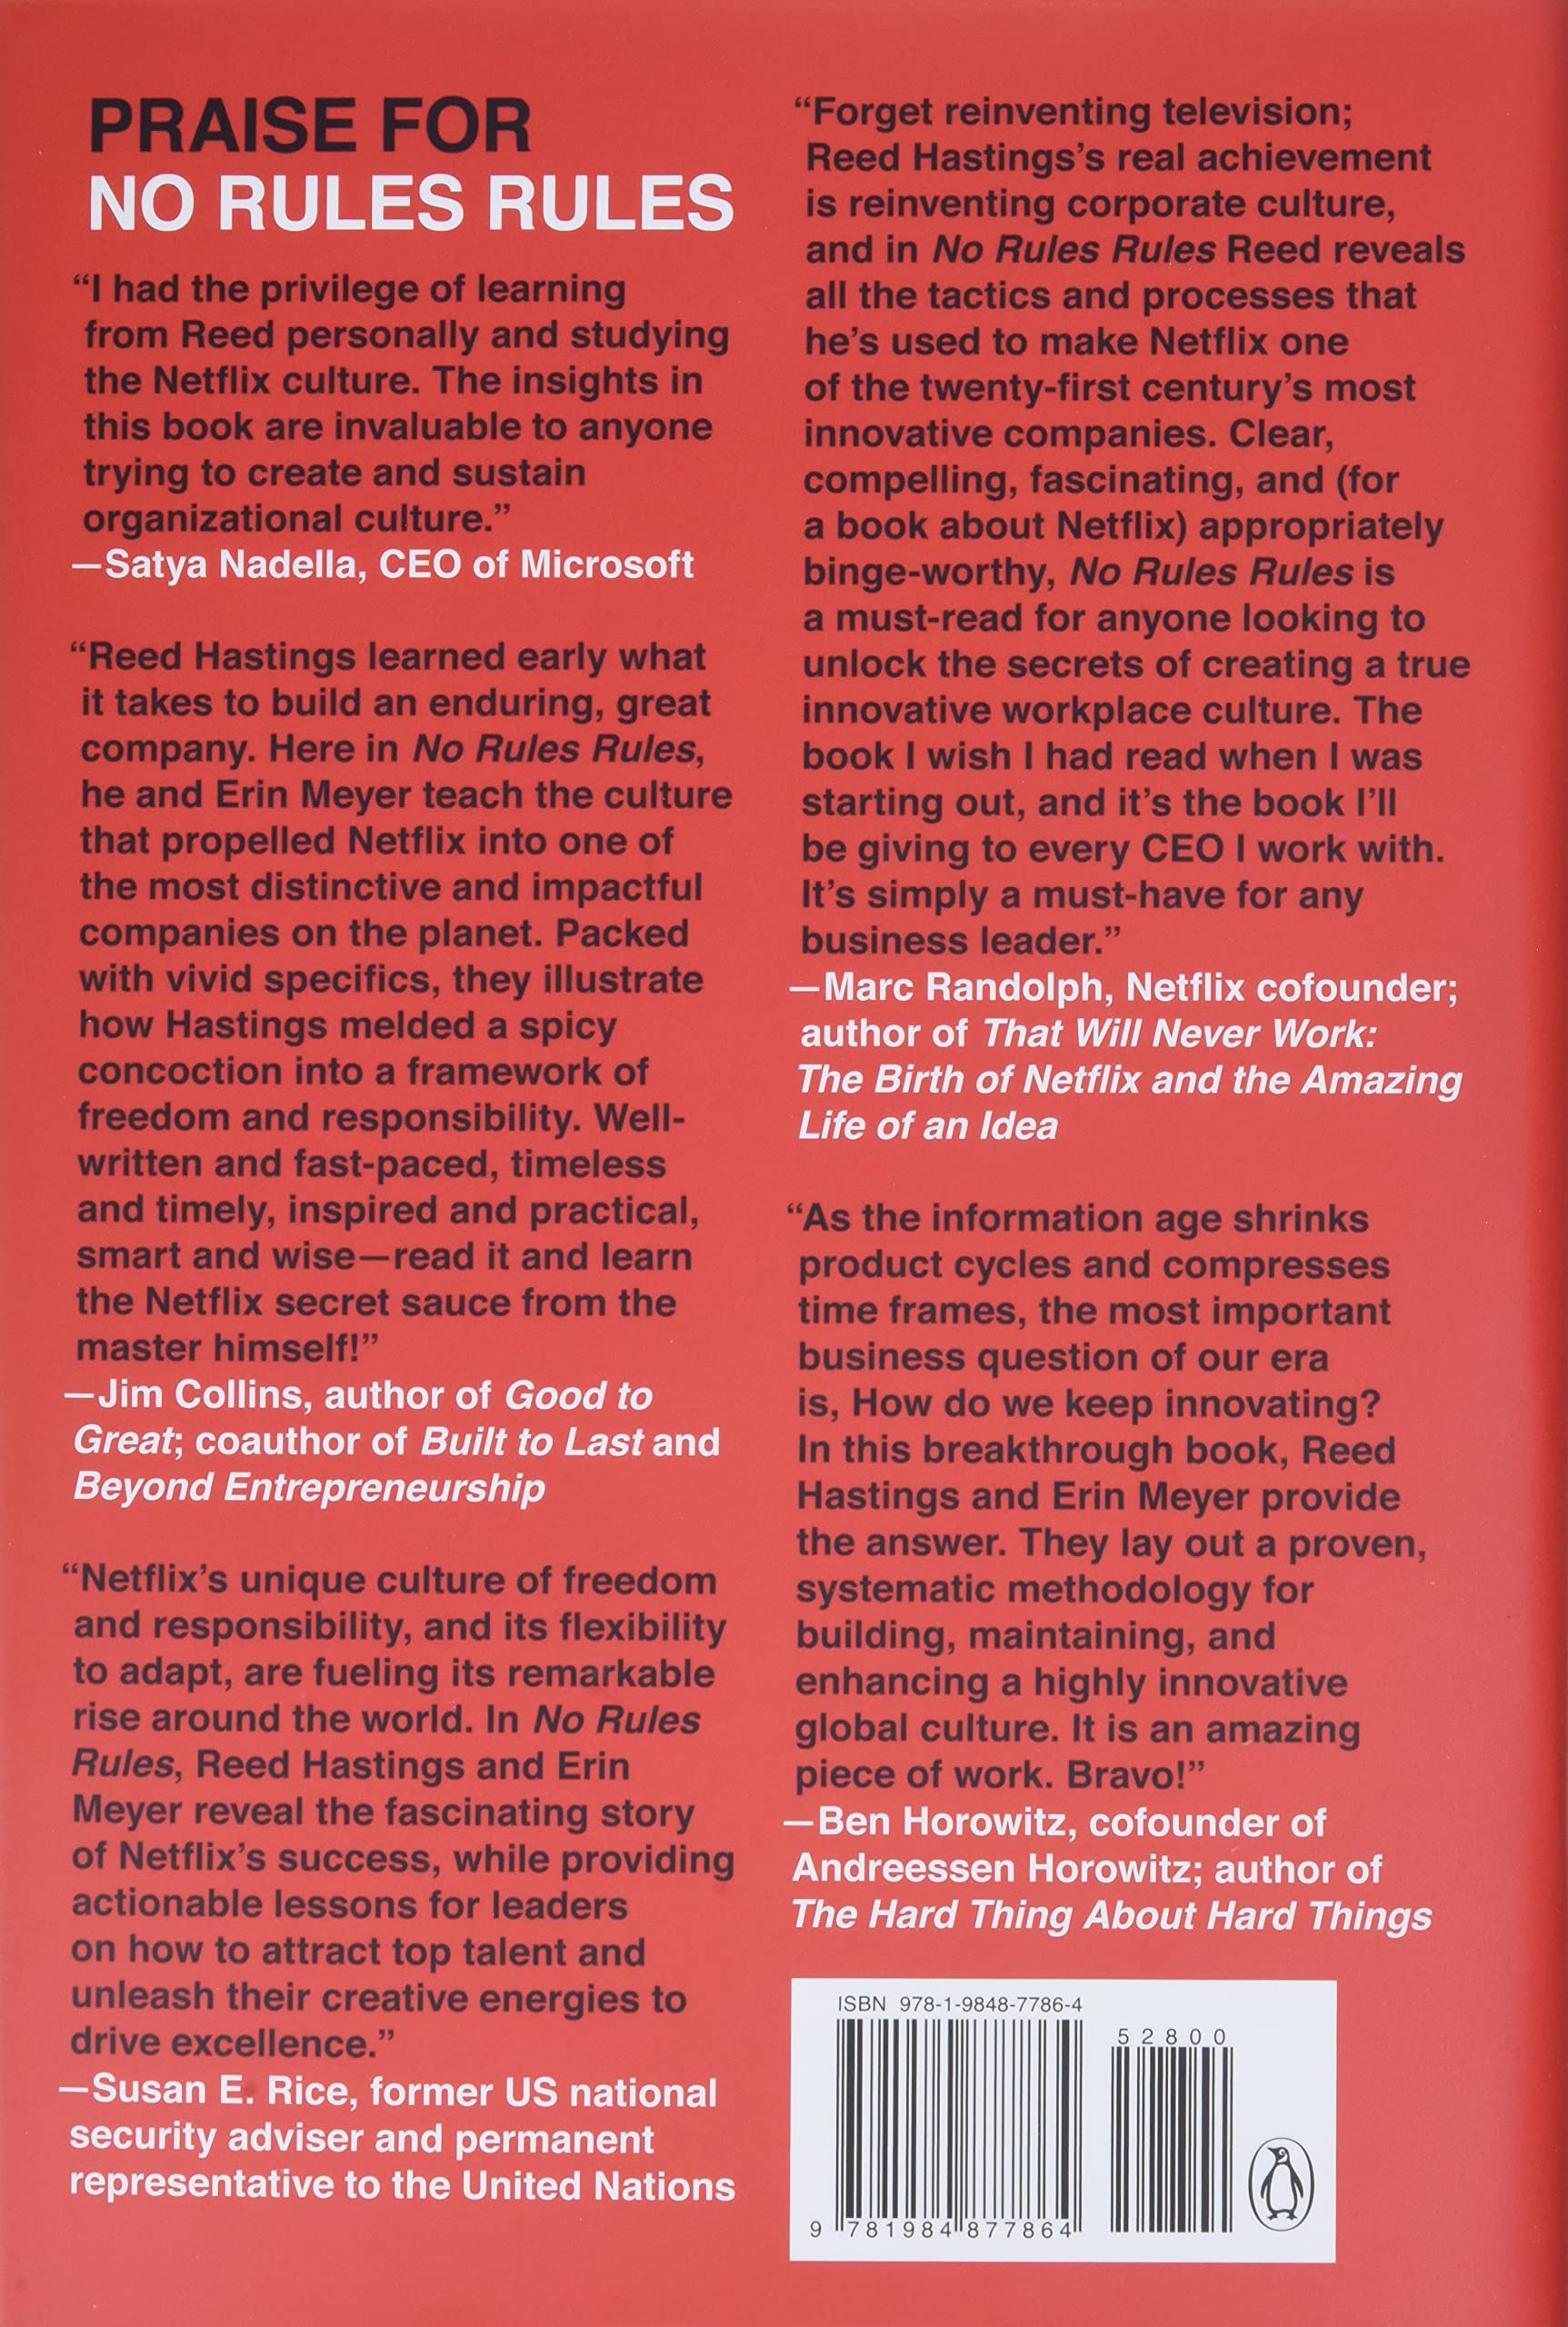 PRAISE FOR
NO RULES RULES
“I had the privilege of learning
from Reed personally and studying
the Netflix culture. The insights in
this book are invaluable to anyone
trying to create and sustain
organizational culture.”
—Satya Nadella, CEO of Microsoft
“Reed Hastings learned early what
it takes to build an enduring, great
company. Here in No Rules Rules,
he and Erin Meyer teach the culture
that propelled Netflix into one of
the most distinctive and impactful
companies on the planet. Packed
with vivid specifics, they illustrate
how Hastings melded a spicy
concoction into a framework of
freedom and responsibility. Well-
written and fast-paced, timeless
and timely, inspired and practical,
smart and wise—read it and learn
the Netflix secret sauce from the
master himself!”
—Jim Collins, author of Good to
Great; coauthor of Built to Last and
Beyond Entrepreneurship
“Netflix’s unique culture of freedom
and responsibility, and its flexibility
to adapt, are fueling its remarkable
rise around the world. In No Rules
Rules, Reed Hastings and Erin
Meyer reveal the fascinating story
of Netflix’s success, while providing
actionable lessons for leaders
on how to attract top talent and
unleash their creative energies to
drive excellence.”
—Susan E. Rice, former US national
security adviser and permanent
representative to the United Nations
“Forget reinventing television;
Reed Hastings’s real achievement
is reinventing corporate culture,
and in No Rules Rules Reed reveals
all the tactics and processes that
he’s used to make Netflix one
of the twenty-first century’s most
innovative companies. Clear,
compelling, fascinating, and (for
a book about Netflix) appropriately
binge-worthy, No Rules Rules is
a must-read for anyone looking to
unlock the secrets of creating a true
innovative workplace culture. The
book I wish I had read when I was
starting out, and it’s the book I’ll
be giving to every CEO I work with.
It’s simply a must-have for any
business leader.”
—Marc Randolph, Netflix cofounder;
author of That Will Never Work:
The Birth of Netflix and the Amazing
Life of an Idea
“As the information age shrinks
product cycles and compresses
time frames, the most important
business question of our era
is, How do we keep innovating?
In this breakthrough book, Reed
Hastings and Erin Meyer provide
the answer. They lay out a proven,
systematic methodology for
building, maintaining, and
enhancing a highly innovative
global culture. It is an amazing
piece of work. Bravo!”
—Ben Horowitz, cofounder of
Andreessen Horowitz; author of
The Hard Thing About Hard Things
ISBN 978-1-9848-7786-4
52800
9 781984 877864